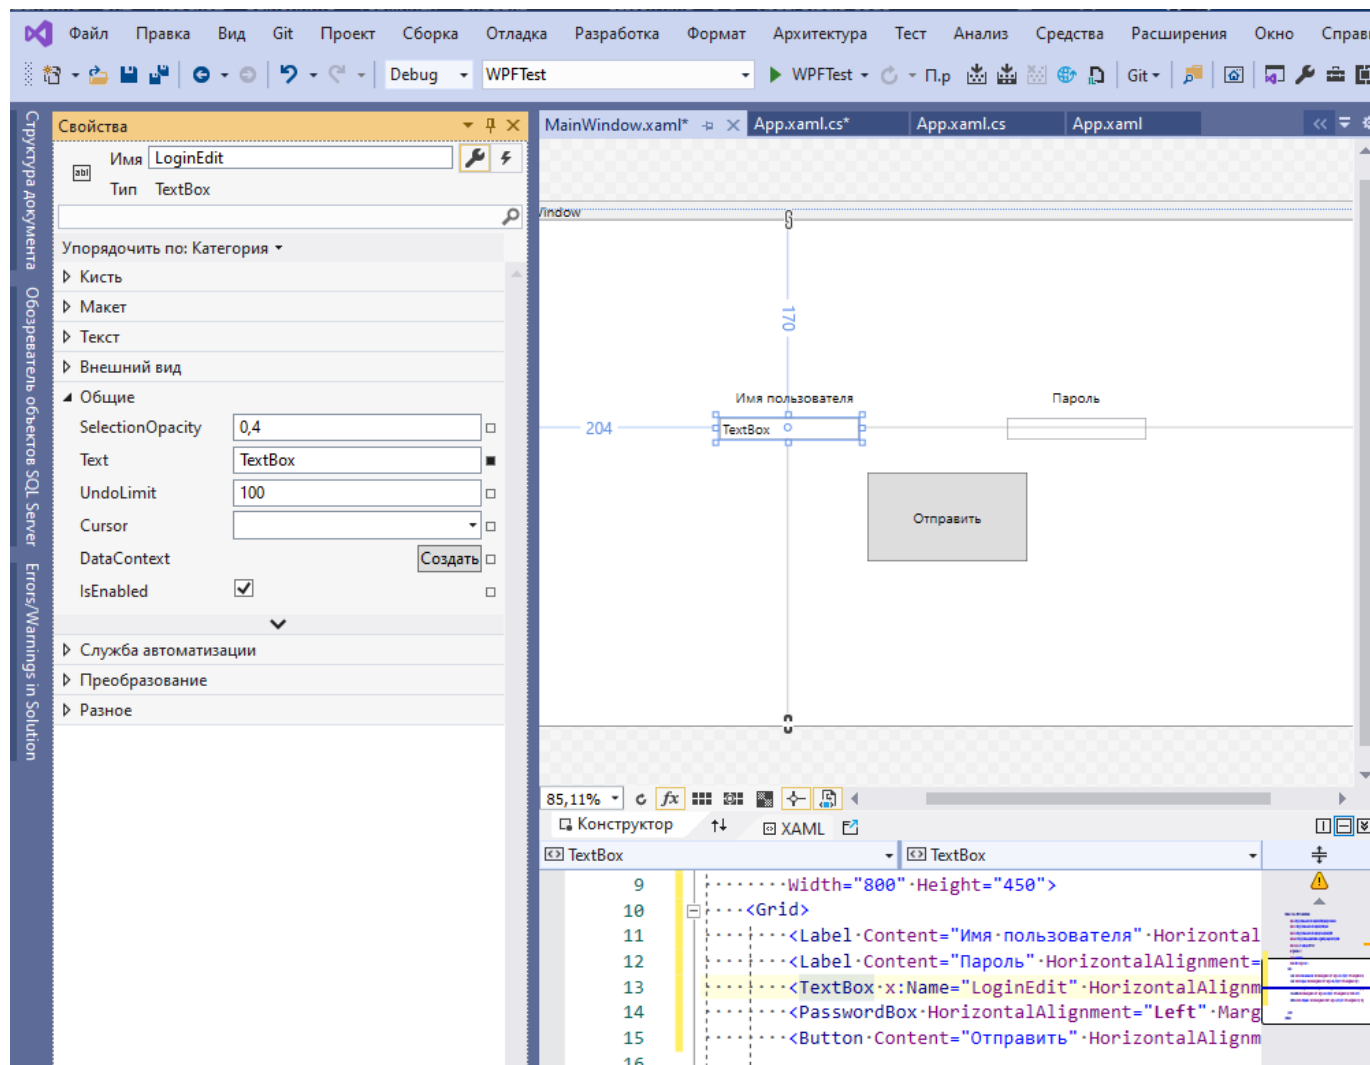 Файл Правка Вид Git Проект Сборка Отладка Разработка Формат Архитектура Тест Анализ Средства Расширения Окно Справ
Debug WPFTest WPFTest П.р Git
Структура документа
Обозреватель объектов SQL Server
Errors/Warnings in Solution
Свойства
Имя LoginEdit
Тип TextBox
Упорядочить по: Категория
Кисть
Макет
Текст
Внешний вид
Общие
SelectionOpacity 0,4
Text TextBox
UndoLimit 100
Cursor
DataContext Создать
IsEnabled
Служба автоматизации
Преобразование
Разное
MainWindow.xaml* App.xaml.cs* App.xaml.cs App.xaml
Window
170
Имя пользователя Пароль
204 TextBox
Отправить
85,11% fx
Конструктор XAML
TextBox TextBox
9 Width="800" Height="450">
10 <Grid>
11 <Label Content="Имя пользователя" Horizontal
12 <Label Content="Пароль" HorizontalAlignment=
13 <TextBox x:Name="LoginEdit" HorizontalAlignm
14 <PasswordBox HorizontalAlignment="Left" Marg
15 <Button Content="Отправить" HorizontalAlignm
16